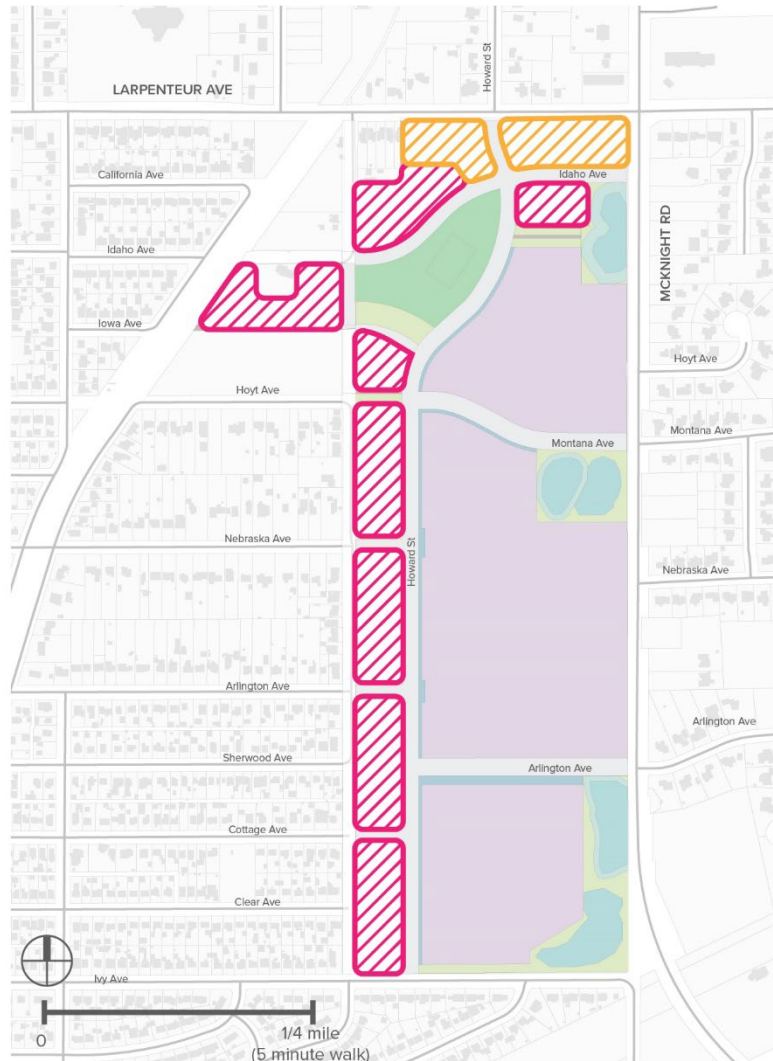 Howard St
LARPENTEUR AVE
California Ave
Idaho Ave
Idaho Ave
MCKNIGHT RD
Iowa Ave
Hoyt Ave
Hoyt Ave
Montana Ave
Montana Ave
Nebraska Ave
Howard St
Nebraska Ave
Arlington Ave
Arlington Ave
Sherwood Ave
Arlington Ave
Cottage Ave
Clear Ave
Ivy Ave
0
1/4 mile
(5 minute walk)